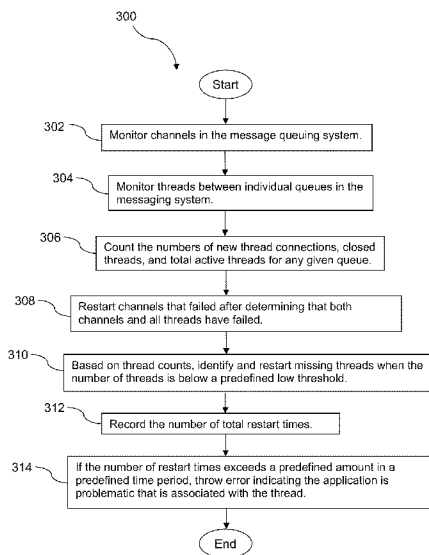 300
Start
302
Monitor channels in the message queuing system.
304
Monitor threads between individual queues in the
messaging system.
306
Count the numbers of new thread connections, closed
threads, and total active threads for any given queue.
308
Restart channels that failed after determining that both
channels and all threads have failed.
310
Based on thread counts, identify and restart missing threads when the
number of threads is below a predefined low threshold.
312
Record the number of total restart times.
314
If the number of restart times exceeds a predefined amount in a
predefined time period, throw error indicating the application is
problematic that is associated with the thread.
End